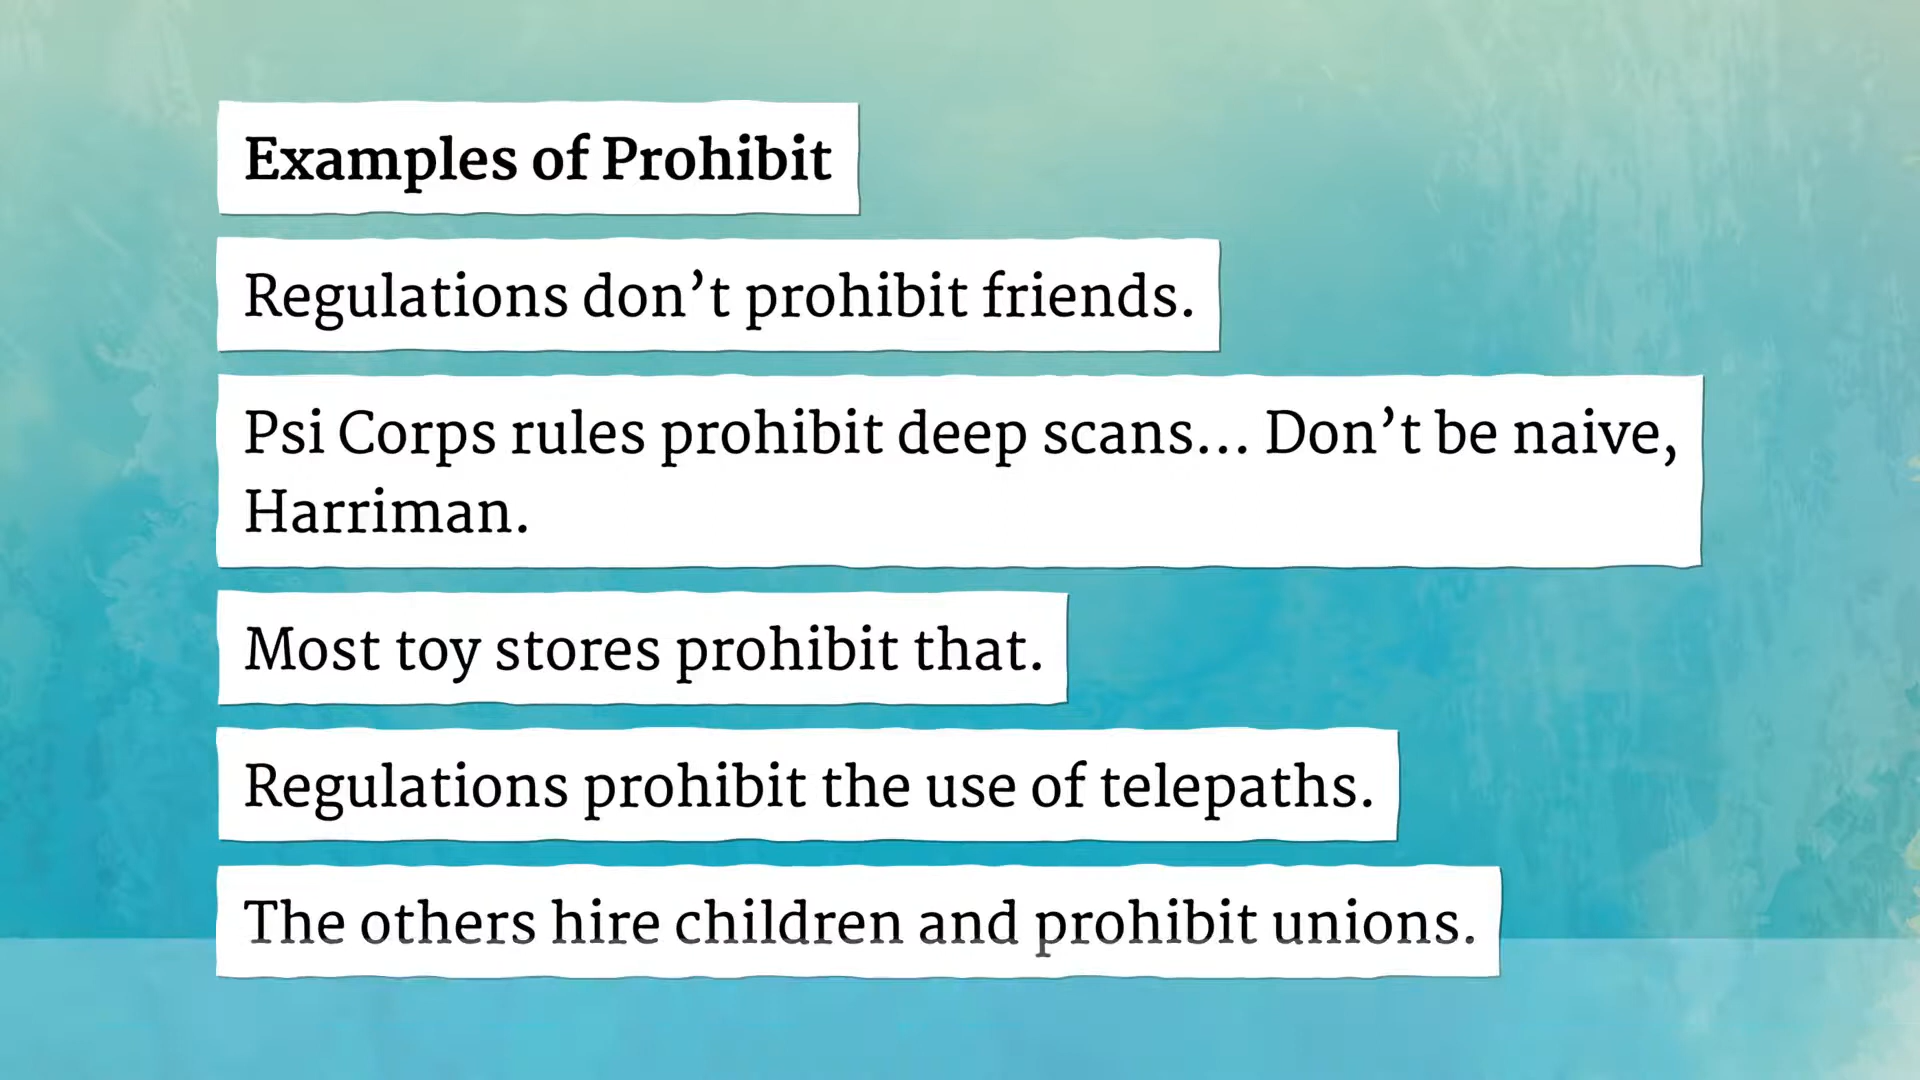 Examples of Prohibit
Regulations don’t prohibit friends.
Psi Corps rules prohibit deep scans... Don’t be naive,
Harriman.
Most toy stores prohibit that.
Regulations prohibit the use of telepaths.
The others hire children and prohibit unions.